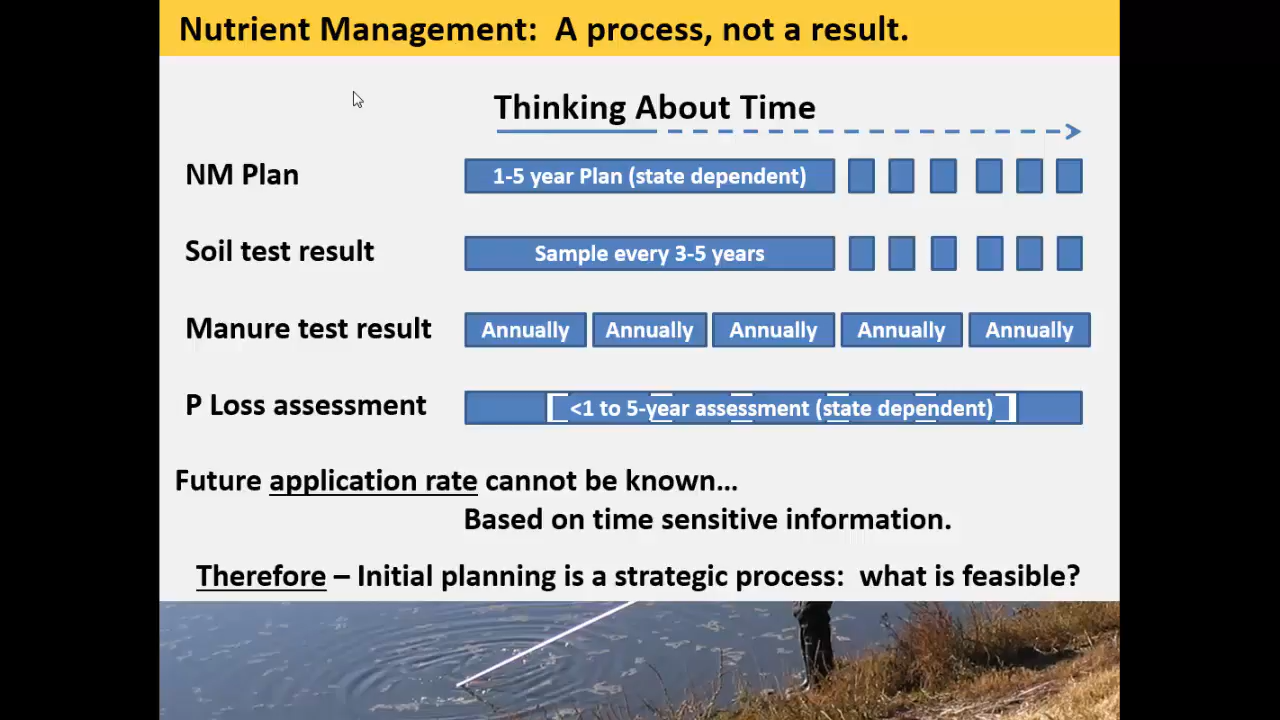 Nutrient Management:  A process, not a result.
Thinking About Time
NM Plan
1-5 year Plan (state dependent)
Soil test result
Sample every 3-5 years
Manure test result
Annually Annually Annually Annually Annually
P Loss assessment
<1 to 5-year assessment (state dependent)
Future application rate cannot be known…
Based on time sensitive information.
Therefore – Initial planning is a strategic process:  what is feasible?